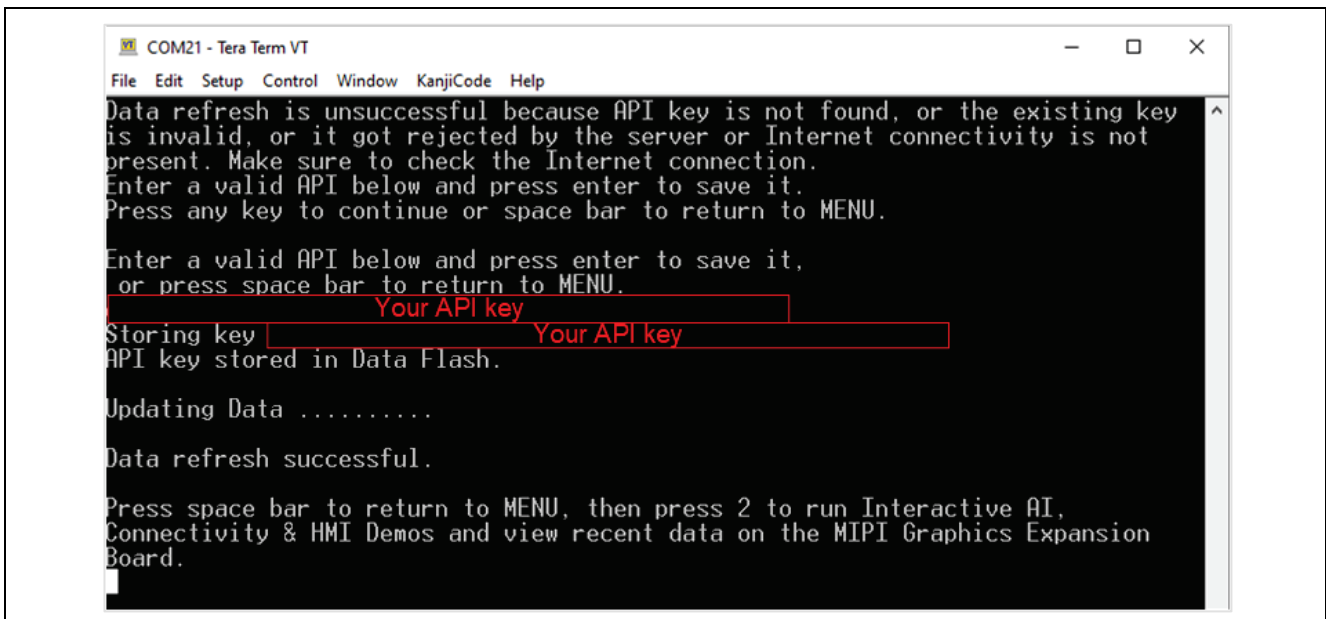 COM21 - Tera Term VT
File Edit Setup Control Window KanjiCode Help
Data refresh is unsuccessful because API key is not found, or the existing key
is invalid, or it got rejected by the server or Internet connectivity is not
present. Make sure to check the Internet connection.
Enter a valid API below and press enter to save it.
Press any key to continue or space bar to return to MENU.
Enter a valid API below and press enter to save it,
or press space bar to return to MENU.
Your API key
Storing key Your API key
API key stored in Data Flash.
Updating Data ..........
Data refresh successful.
Press space bar to return to MENU, then press 2 to run Interactive AI,
Connectivity & HMI Demos and view recent data on the MIPI Graphics Expansion
Board.